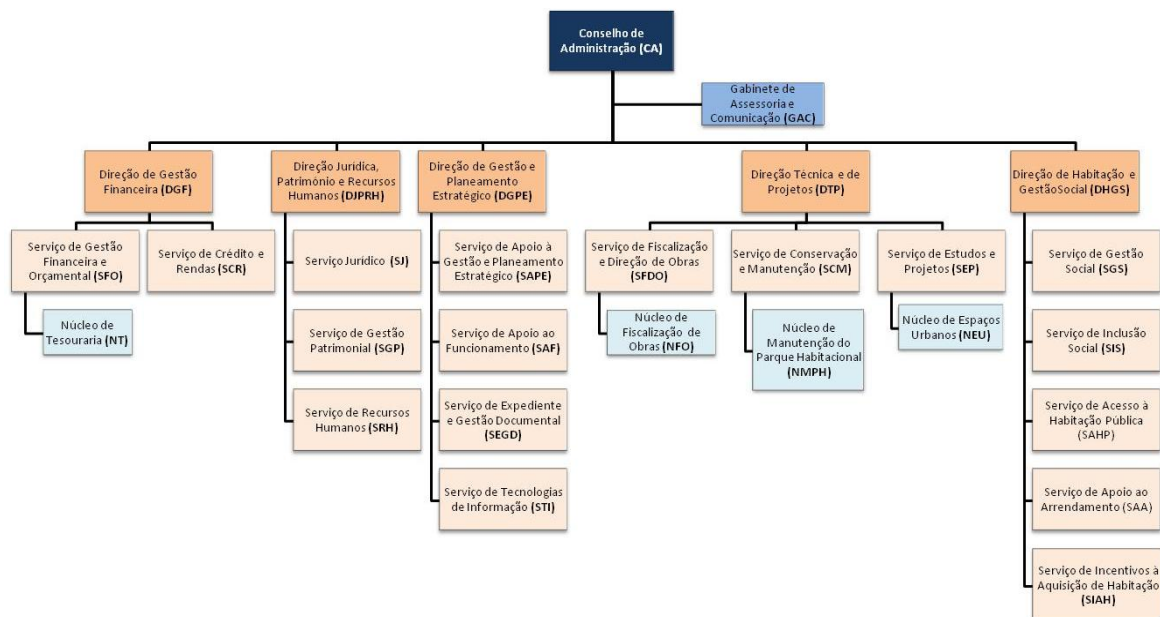 Conselho de
Administração (CA)
Gabinete de
Assessoria e
Comunicação (GAC)
Direção de Gestão
Financeira (DGF)
Direção Jurídica,
Património e Recursos
Humanos (DJPRH)
Direção de Gestão e
Planeamento
Estratégico (DGPE)
Direção Técnica e de
Projetos (DTP)
Direção de Habitação e
GestãoSocial (DHGS)
Serviço de Gestão
Financeira e
Orçamental (SFO)
Serviço de Crédito e
Rendas (SCR)
Núcleo de
Tesouraria (NT)
Serviço Jurídico (SJ)
Serviço de Gestão
Patrimonial (SGP)
Serviço de Recursos
Humanos (SRH)
Serviço de Apoio à
Gestão e Planeamento
Estratégico (SAPE)
Serviço de Apoio ao
Funcionamento (SAF)
Serviço de Expediente
e Gestão Documental
(SEGD)
Serviço de Tecnologias
de Informação (STI)
Serviço de Fiscalização
e Direção de Obras
(SFDO)
Núcleo de
Fiscalização de
Obras (NFO)
Serviço de Conservação
e Manutenção (SCM)
Núcleo de
Manutenção do
Parque Habitacional
(NMPH)
Serviço de Estudos e
Projetos (SEP)
Núcleo de Espaços
Urbanos (NEU)
Serviço de Gestão
Social (SGS)
Serviço de Inclusão
Social (SIS)
Serviço de Acesso à
Habitação Pública
(SAHP)
Serviço de Apoio ao
Arrendamento (SAA)
Serviço de Incentivos à
Aquisição de Habitação
(SIAH)